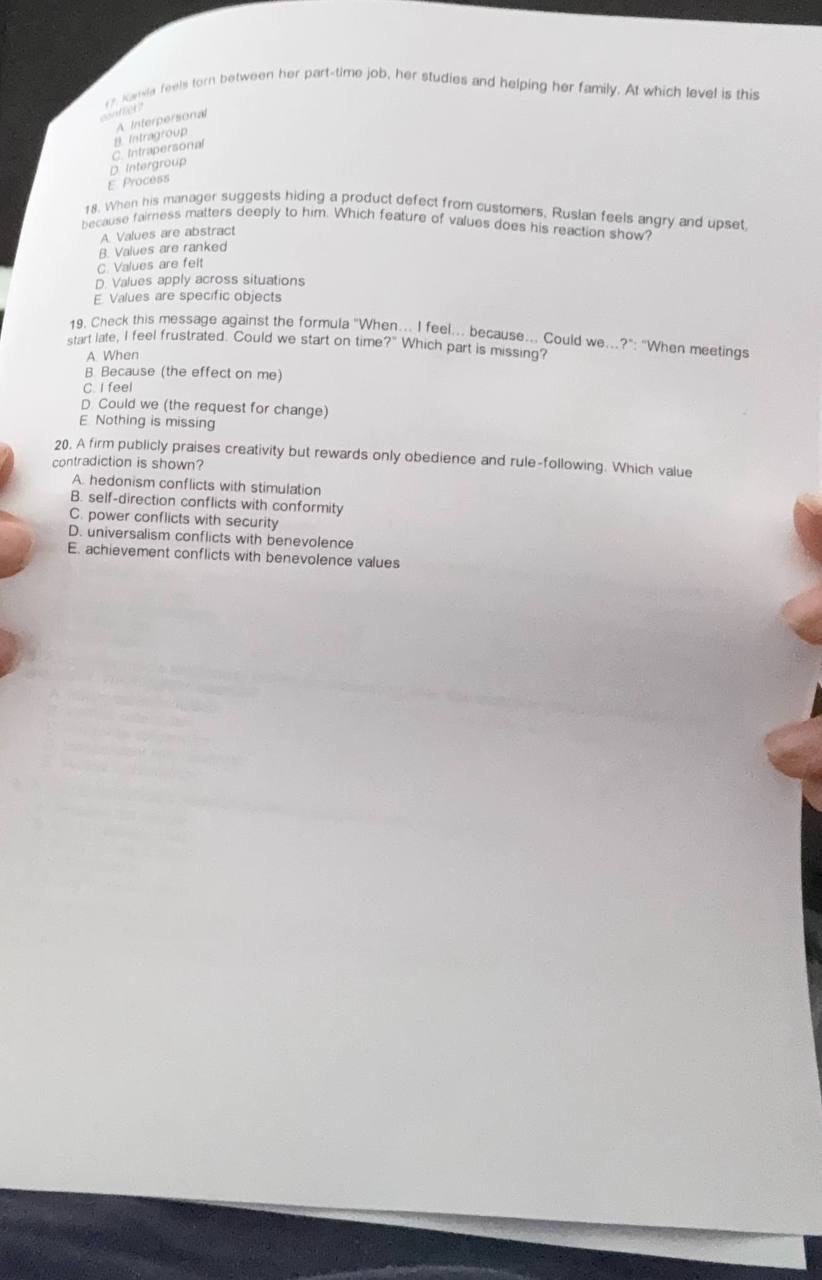 17. Kamila feels torn between her part-time job, her studies and helping her family. At which level is this
conflict?
A. Interpersonal
B. Intragroup
C. Intrapersonal
D. Intergroup
E. Process
18. When his manager suggests hiding a product defect from customers, Ruslan feels angry and upset,
because fairness matters deeply to him. Which feature of values does his reaction show?
A. Values are abstract
B. Values are ranked
C. Values are felt
D. Values apply across situations
E. Values are specific objects
19. Check this message against the formula "When... I feel... because... Could we...?": "When meetings
start late, I feel frustrated. Could we start on time?" Which part is missing?
A. When
B. Because (the effect on me)
C. I feel
D. Could we (the request for change)
E. Nothing is missing
20. A firm publicly praises creativity but rewards only obedience and rule-following. Which value
contradiction is shown?
A. hedonism conflicts with stimulation
B. self-direction conflicts with conformity
C. power conflicts with security
D. universalism conflicts with benevolence
E. achievement conflicts with benevolence values